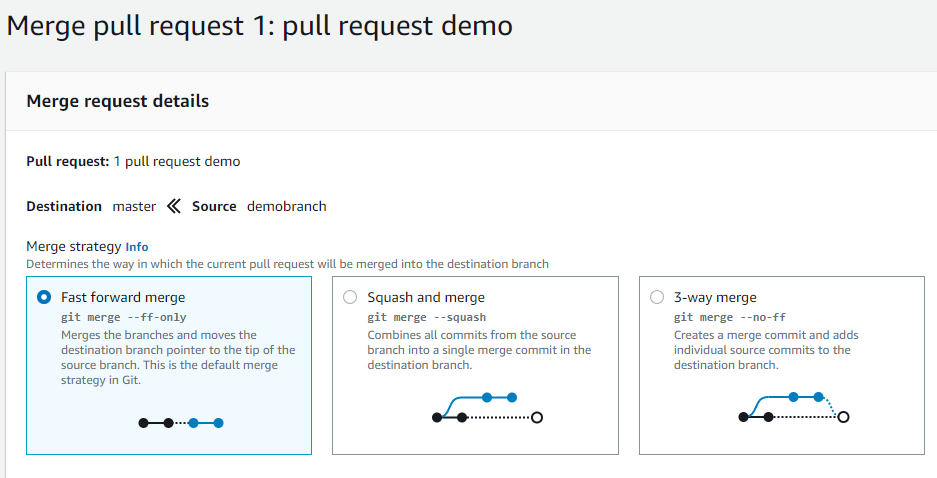 Merge pull request 1: pull request demo
Merge request details
Pull request: 1 pull request demo
Destination master Source demobranch
Merge strategy Info
Determines the way in which the current pull request will be merged into the destination branch
Fast forward merge
git merge --ff-only
Merges the branches and moves the
destination branch pointer to the tip of the
source branch. This is the default merge
strategy in Git.
Squash and merge
git merge --squash
Combines all commits from the source
branch into a single merge commit in the
destination branch.
3-way merge
git merge --no-ff
Creates a merge commit and adds
individual source commits to the
destination branch.